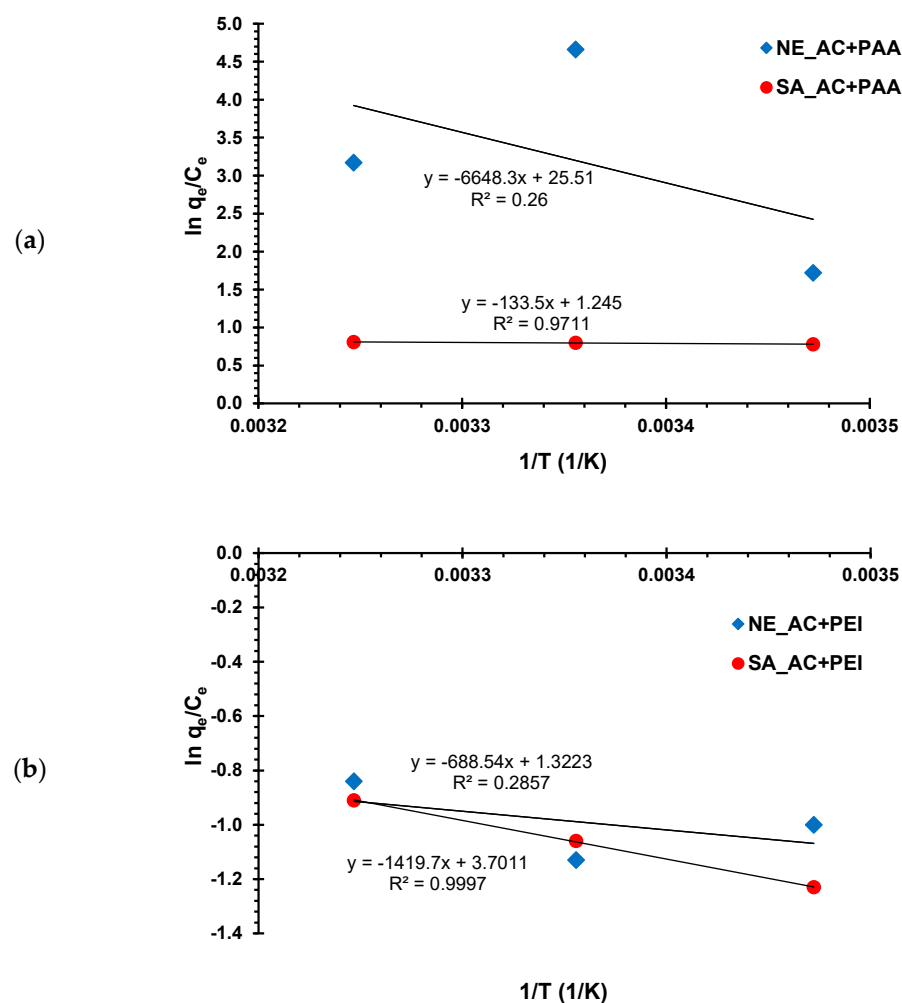 (a)
ln qₑ/Cₑ
5.0
4.5
4.0
3.5
3.0
2.5
2.0
1.5
1.0
0.5
0.0
NE_AC+PAA
SA_AC+PAA
y = -6648.3x + 25.51
R² = 0.26
y = -133.5x + 1.245
R² = 0.9711
0.0032
0.0033
0.0034
0.0035
1/T (1/K)
(b)
ln qₑ/Cₑ
0.0
-0.2
-0.4
-0.6
-0.8
-1.0
-1.2
-1.4
0.0032
0.0033
0.0034
0.0035
NE_AC+PEI
SA_AC+PEI
y = -688.54x + 1.3223
R² = 0.2857
y = -1419.7x + 3.7011
R² = 0.9997
1/T (1/K)